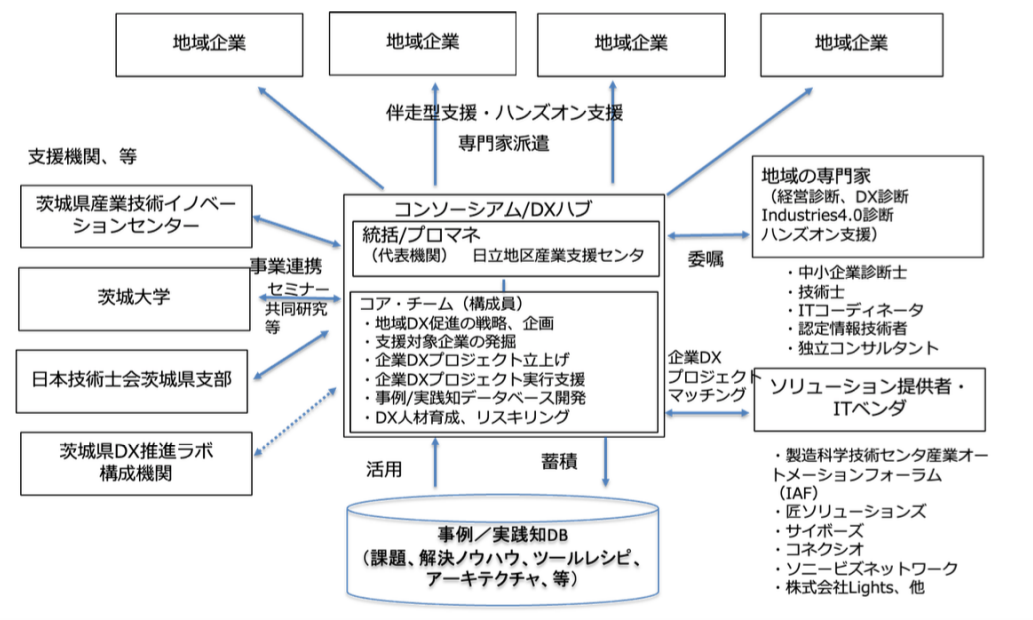 地域企業
地域企業
地域企業
地域企業
伴走型支援・ハンズオン支援
専門家派遣
支援機関、等
茨城県産業技術イノベー
ションセンター
茨城大学
日本技術士会茨城県支部
茨城県DX推進ラボ
構成機関
事業連携
セミナー
共同研究
等
コンソーシアム/DXハブ
統括/プロマネ
（代表機関）　日立地区産業支援センタ
コア・チーム（構成員）
・地域DX促進の戦略、企画
・支援対象企業の発掘
・企業DXプロジェクト立上げ
・企業DXプロジェクト実行支援
・事例/実践知データベース開発
・DX人材育成、リスキリング
活用
蓄積
事例／実践知DB
（課題、解決ノウハウ、ツールレシピ、
アーキテクチャ、等）
委嘱
地域の専門家
（経営診断、DX診断
Industries4.0診断
ハンズオン支援）
・中小企業診断士
・技術士
・ITコーディネータ
・認定情報技術者
・独立コンサルタント
企業DX
プロジェクト
マッチング
ソリューション提供者・
ITベンダ
・製造科学技術センタ産業オー
トメーションフォーラム
（IAF）
・匠ソリューションズ
・サイボーズ
・コネクシオ
・ソニービズネットワーク
・株式会社Lights、他